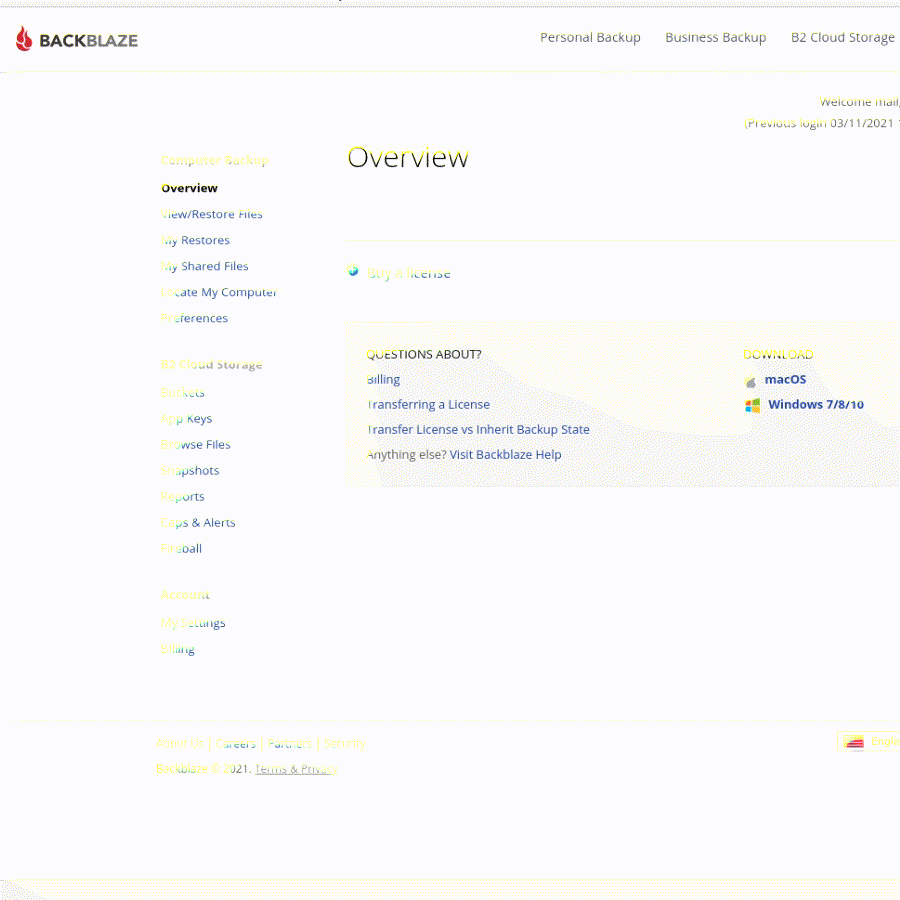 BACKBLAZE
Personal Backup Business Backup B2 Cloud Storage
Welcome mail
(Previous login 03/11/2021
Computer Backup
Overview
View/Restore Files
My Restores
My Shared Files
Locate My Computer
Preferences
B2 Cloud Storage
Buckets
App Keys
Browse Files
Snapshots
Reports
Caps & Alerts
Fireball
Account
My Settings
Billing
Overview
Buy a license
QUESTIONS ABOUT?
Billing
Transferring a License
Transfer License vs Inherit Backup State
Anything else? Visit Backblaze Help
DOWNLOAD
macOS
Windows 7/8/10
About Us | Careers | Partners | Security
Backblaze © 2021. Terms & Privacy
Englis